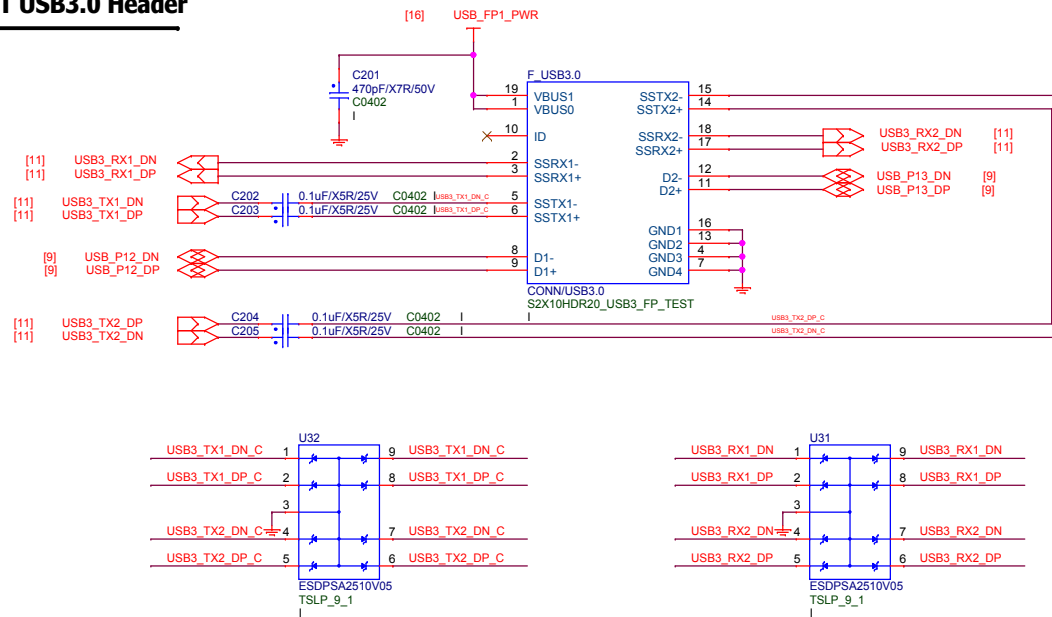 1 USB3.0 Header
[16] USB_FP1_PWR
C201
470pF/X7R/50V
C0402
I
F_USB3.0
19 VBUS1 SSTX2- 15
1 VBUS0 SSTX2+ 14
10 ID SSRX2- 18 USB3_RX2_DN [11]
SSRX2+ 17 USB3_RX2_DP [11]
[11] USB3_RX1_DN 2 SSRX1-
[11] USB3_RX1_DP 3 SSRX1+
D2- 12 USB_P13_DN [9]
D2+ 11 USB_P13_DP [9]
[11] USB3_TX1_DN C202 0.1uF/X5R/25V C0402 I USB3_TX1_DN_C 5 SSTX1-
[11] USB3_TX1_DP C203 0.1uF/X5R/25V C0402 I USB3_TX1_DP_C 6 SSTX1+
GND1 16
GND2 13
[9] USB_P12_DN 8 D1- GND3 4
[9] USB_P12_DP 9 D1+ GND4 7
CONN/USB3.0
S2X10HDR20_USB3_FP_TEST
I
[11] USB3_TX2_DP C204 0.1uF/X5R/25V C0402 I USB3_TX2_DP_C
[11] USB3_TX2_DN C205 0.1uF/X5R/25V C0402 I USB3_TX2_DN_C
U32
USB3_TX1_DN_C 1 9 USB3_TX1_DN_C
USB3_TX1_DP_C 2 8 USB3_TX1_DP_C
3
USB3_TX2_DN_C 4 7 USB3_TX2_DN_C
USB3_TX2_DP_C 5 6 USB3_TX2_DP_C
ESDPSA2510V05
TSLP_9_1
I
U31
USB3_RX1_DN 1 9 USB3_RX1_DN
USB3_RX1_DP 2 8 USB3_RX1_DP
3
USB3_RX2_DN 4 7 USB3_RX2_DN
USB3_RX2_DP 5 6 USB3_RX2_DP
ESDPSA2510V05
TSLP_9_1
I